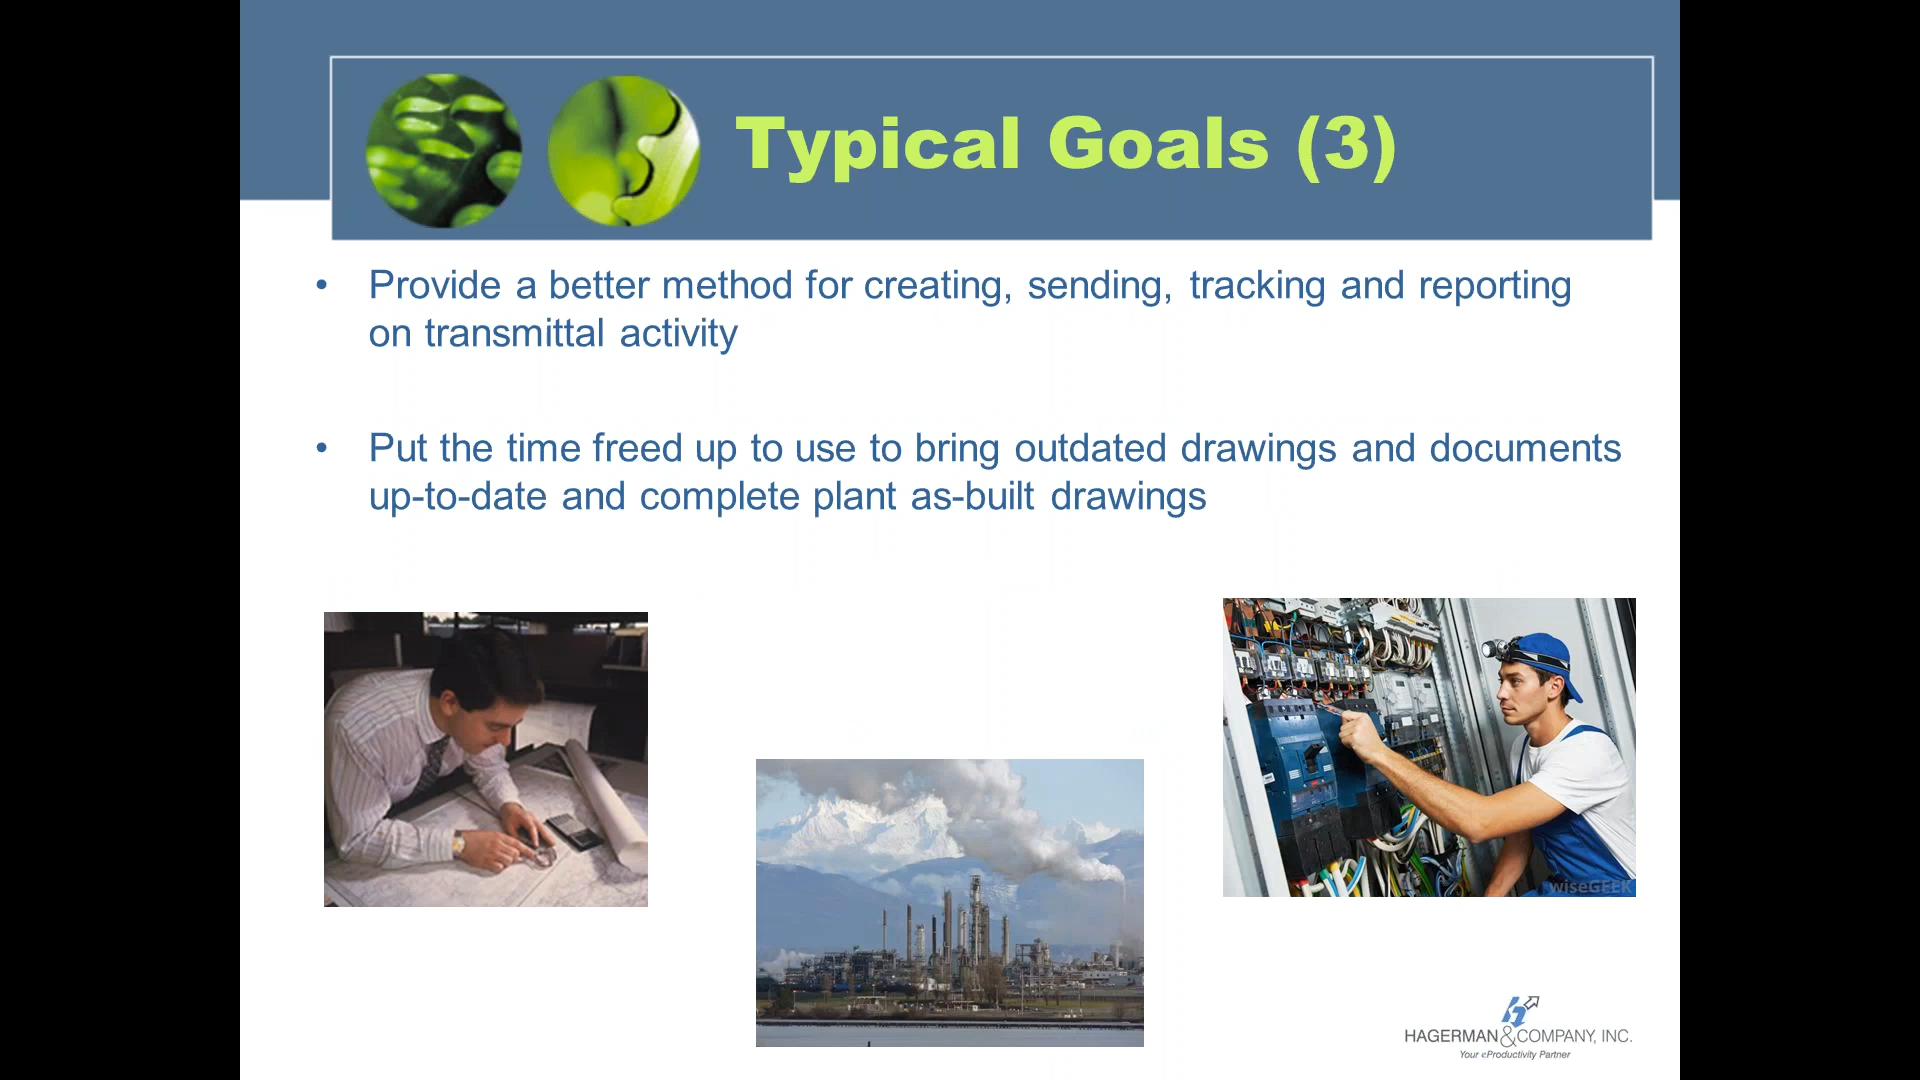 Typical Goals (3)
• Provide a better method for creating, sending, tracking and reporting
on transmittal activity
• Put the time freed up to use to bring outdated drawings and documents
up-to-date and complete plant as-built drawings
wiseGEEK
HAGERMAN&COMPANY, INC.
Your eProductivity Partner